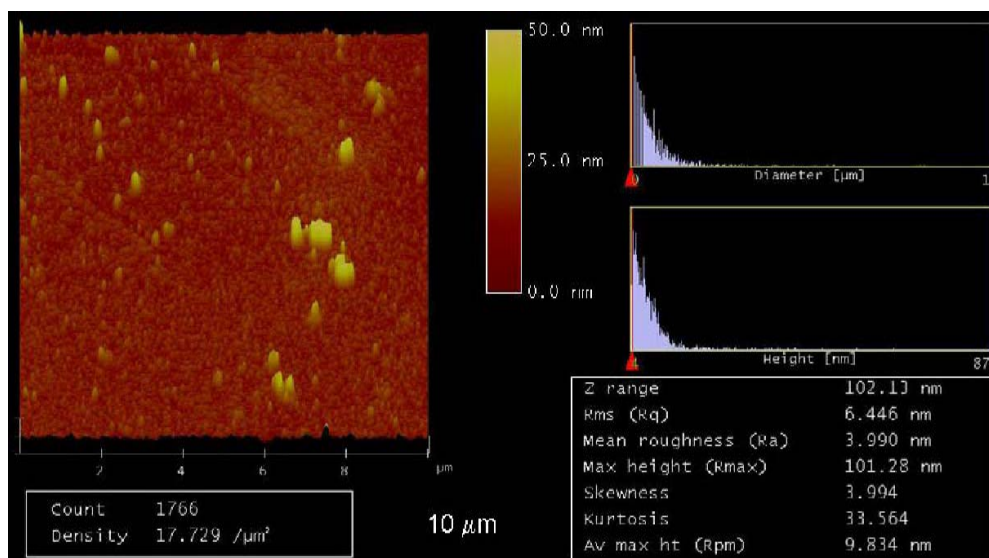 50.0 nm
25.0 nm
0.0 nm
0
Diameter [µm]
1
Height [nm]
87
2
4
6
8
µm
Count 1766
Density 17.729 /µm²
10 µm
Z range 102.13 nm
Rms (Rq) 6.446 nm
Mean roughness (Ra) 3.990 nm
Max height (Rmax) 101.28 nm
Skewness 3.994
Kurtosis 33.564
Av max ht (Rpm) 9.834 nm